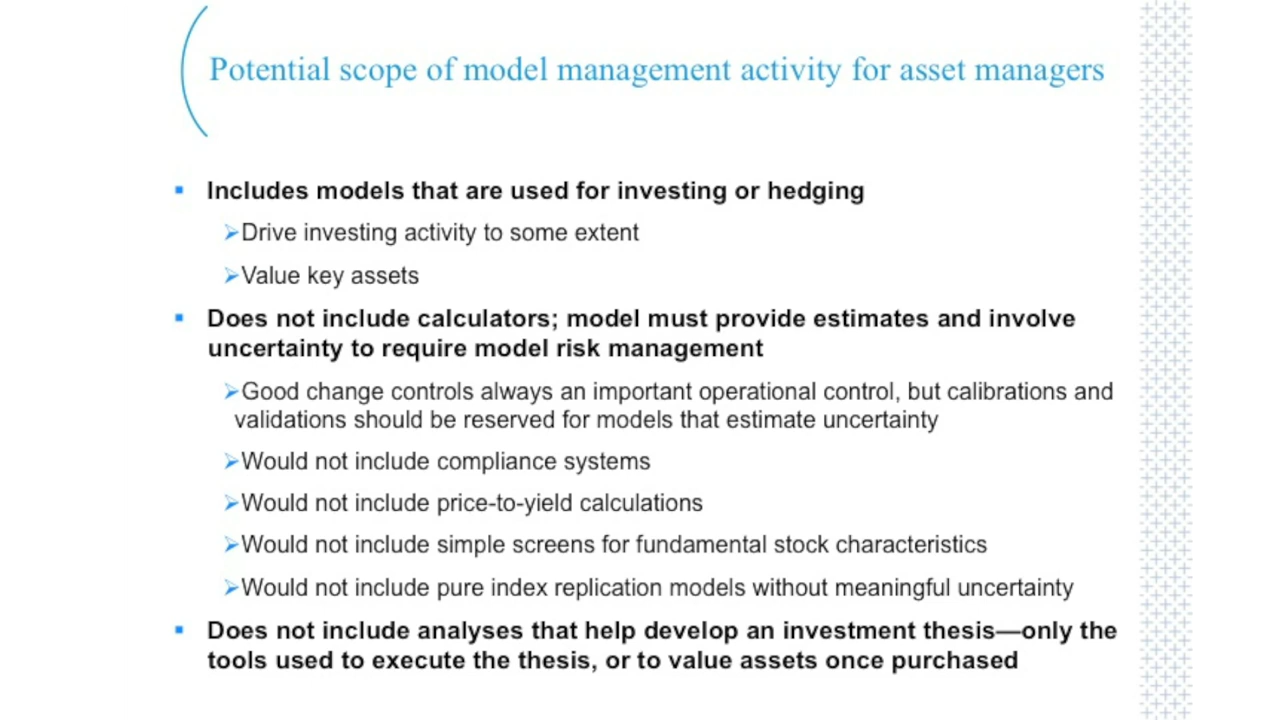 Potential scope of model management activity for asset managers
Includes models that are used for investing or hedging
Drive investing activity to some extent
Value key assets
Does not include calculators; model must provide estimates and involve
uncertainty to require model risk management
Good change controls always an important operational control, but calibrations and
validations should be reserved for models that estimate uncertainty
Would not include compliance systems
Would not include price-to-yield calculations
Would not include simple screens for fundamental stock characteristics
Would not include pure index replication models without meaningful uncertainty
Does not include analyses that help develop an investment thesis—only the
tools used to execute the thesis, or to value assets once purchased